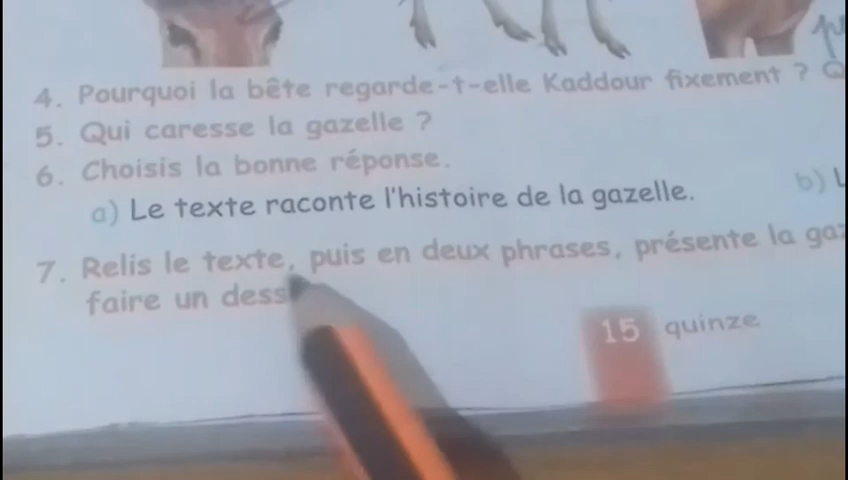 4. Pourquoi la bête regarde-t-elle Kaddour fixement ? Q
5. Qui caresse la gazelle ?
6. Choisis la bonne réponse.
a) Le texte raconte l'histoire de la gazelle. b) L
7. Relis le texte, puis en deux phrases, présente la gaz
faire un dess
15 quinze